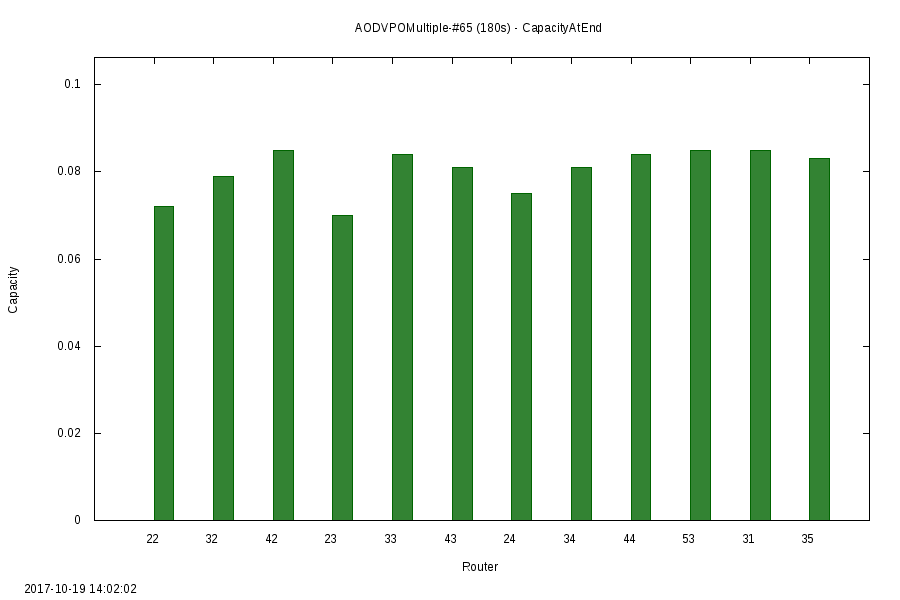 AODVPOMultiple-#65 (180s) - CapacityAtEnd
0.1
0.08
0.06
0.04
0.02
0
Capacity
22 32 42 23 33 43 24 34 44 53 31 35
Router
2017-10-19 14:02:02